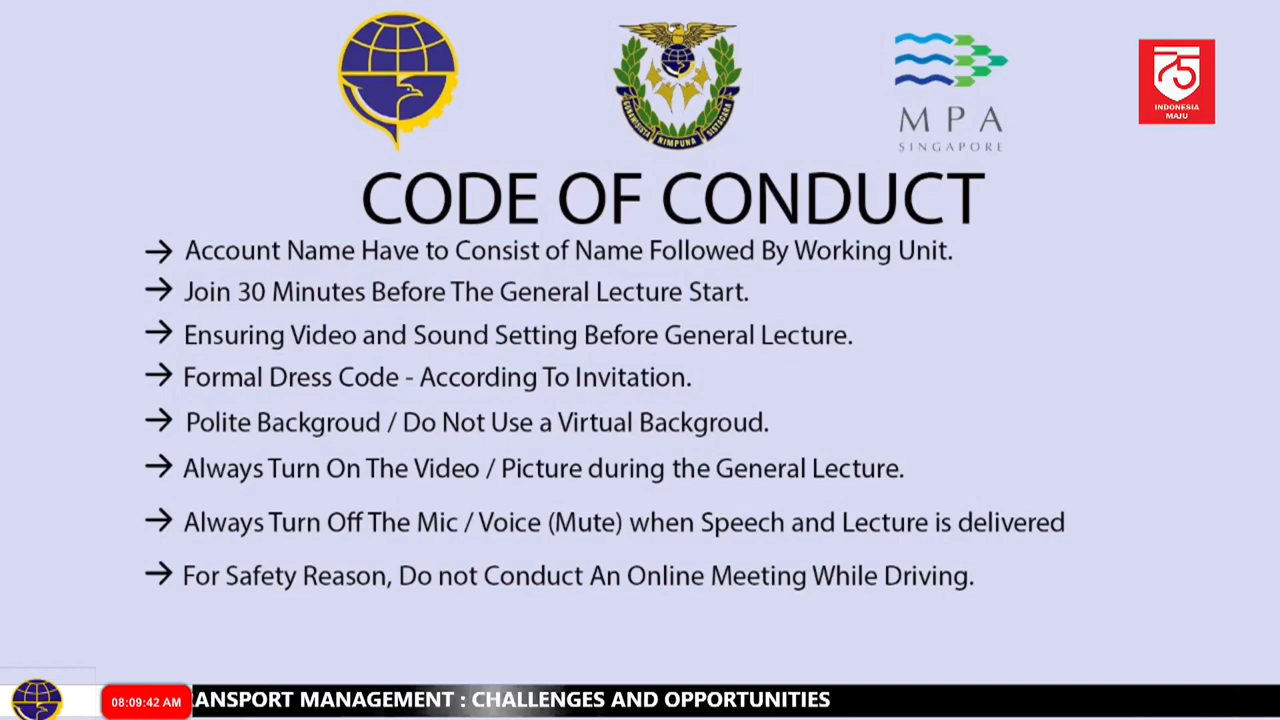 75
INDONESIA
MAJU
RIMPUNA
MPA
SINGAPORE
CODE OF CONDUCT
Account Name Have to Consist of Name Followed By Working Unit.
Join 30 Minutes Before The General Lecture Start.
Ensuring Video and Sound Setting Before General Lecture.
Formal Dress Code - According To Invitation.
Polite Backgroud / Do Not Use a Virtual Backgroud.
Always Turn On The Video / Picture during the General Lecture.
Always Turn Off The Mic / Voice (Mute) when Speech and Lecture is delivered
For Safety Reason, Do not Conduct An Online Meeting While Driving.
08:09:42 AM
RANSPORT MANAGEMENT : CHALLENGES AND OPPORTUNITIES